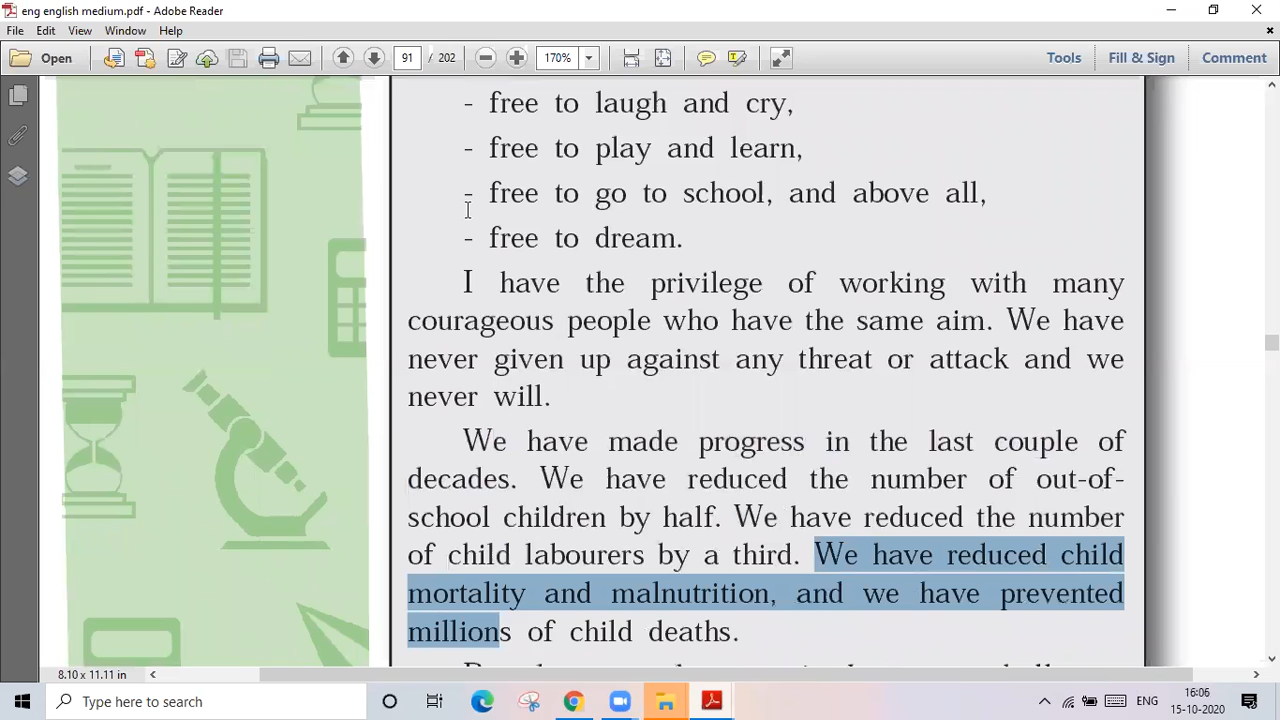 eng english medium.pdf - Adobe Reader
File Edit View Window Help
Open 91 / 202 170% Tools Fill & Sign Comment
- free to laugh and cry,
- free to play and learn,
- free to go to school, and above all,
- free to dream.
I have the privilege of working with many
courageous people who have the same aim. We have
never given up against any threat or attack and we
never will.
We have made progress in the last couple of
decades. We have reduced the number of out-of-
school children by half. We have reduced the number
of child labourers by a third. We have reduced child
mortality and malnutrition, and we have prevented
millions of child deaths.
8.10 x 11.11 in
Type here to search ENG 16:06
15-10-2020